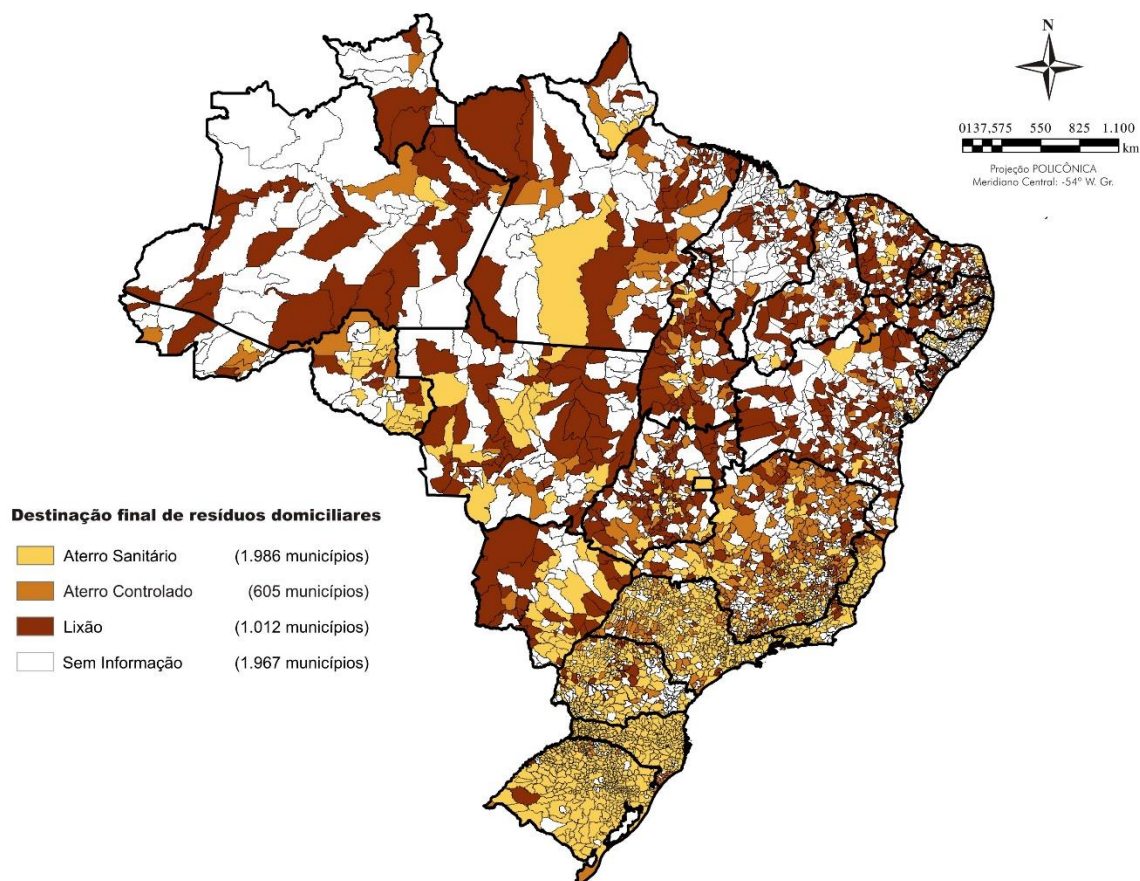 N
0137,575 550 825 1.100
km
Projeção POLICÔNICA
Meridiano Central: -54º W. Gr.
Destinação final de resíduos domiciliares
Aterro Sanitário (1.986 municípios)
Aterro Controlado (605 municípios)
Lixão (1.012 municípios)
Sem Informação (1.967 municípios)